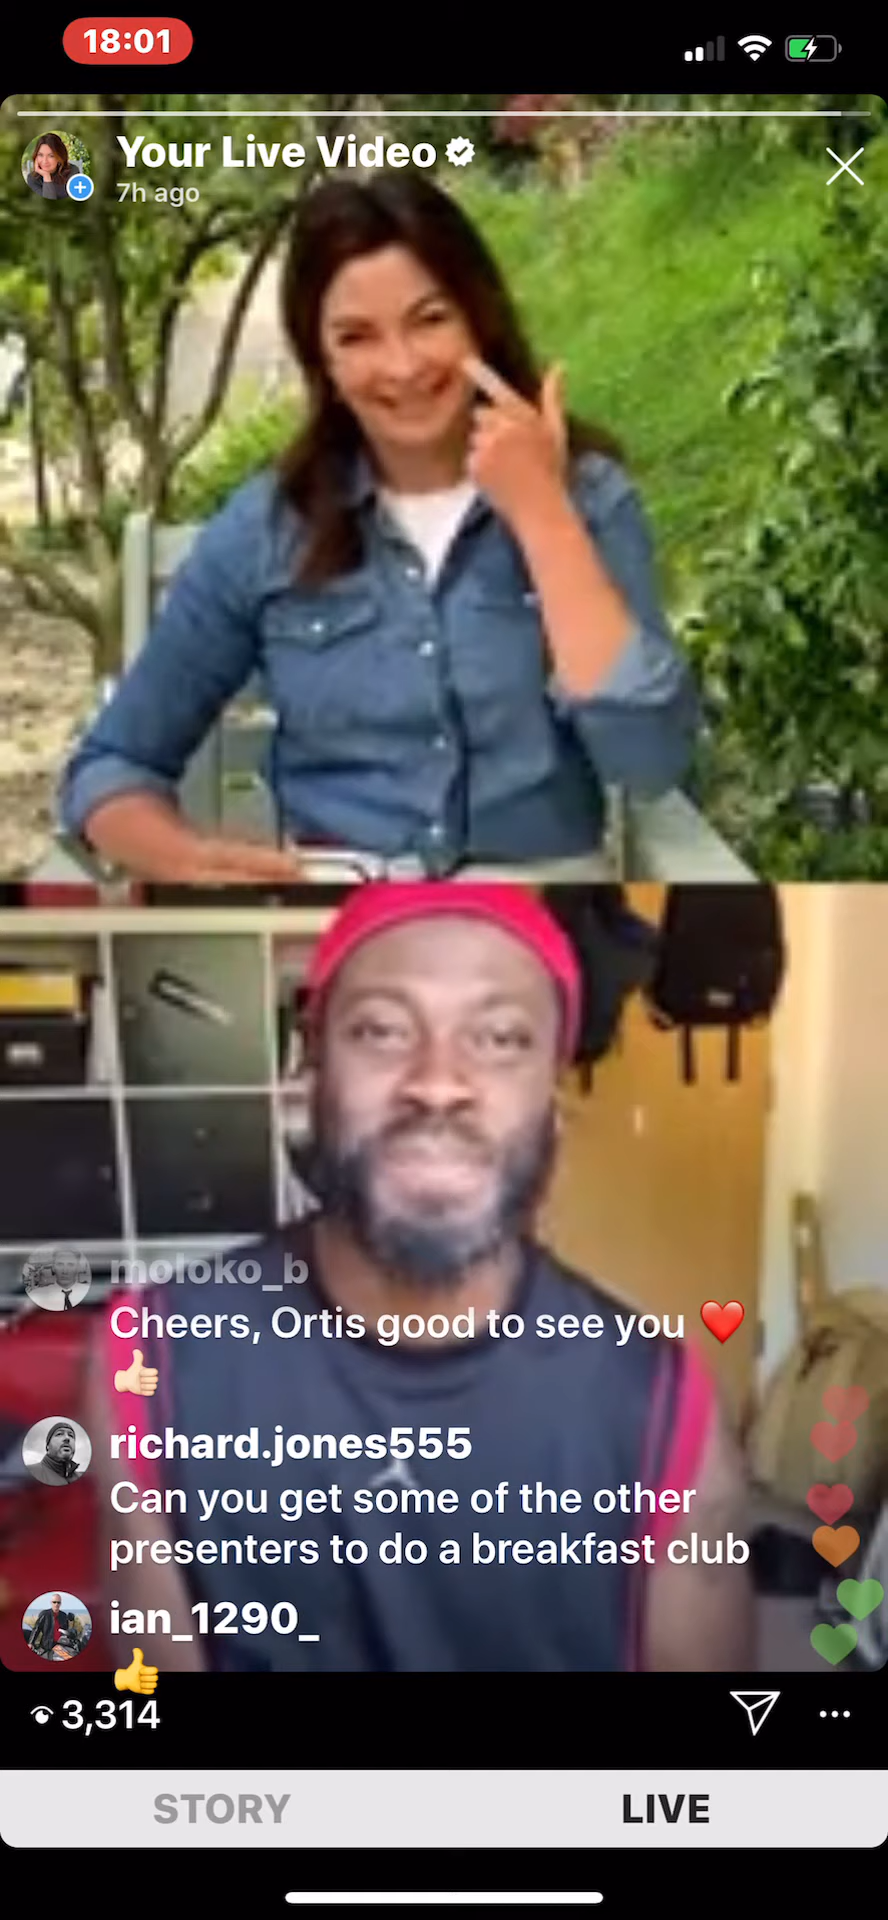 18:01
Your Live Video
7h ago
moloko_b
Cheers, Ortis good to see you ❤️
👍🏻
richard.jones555
Can you get some of the other
presenters to do a breakfast club
ian_1290_
👍
3,314
STORY
LIVE